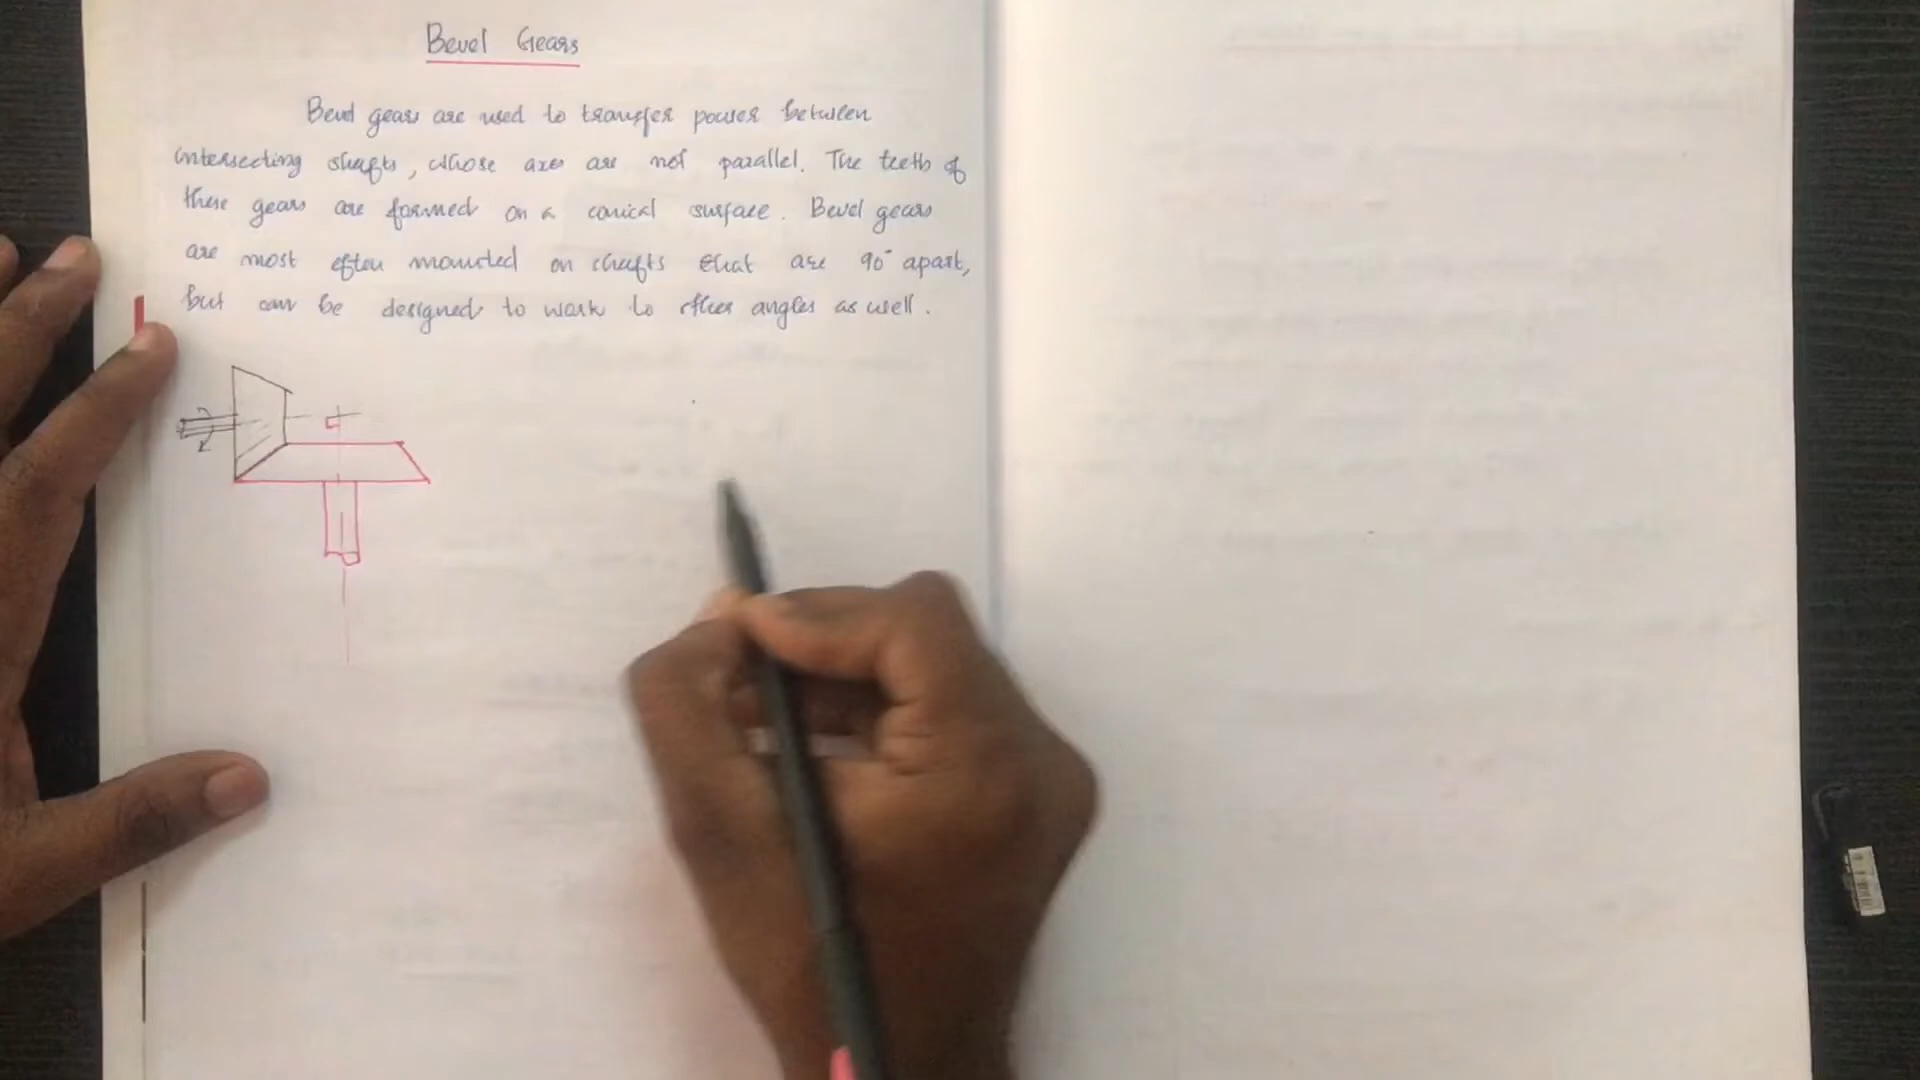 Bevel Gears
Bevel gears are used to transfer power between
intersecting shafts, whose axes are not parallel. The teeth of
these gears are formed on a conical surface. Bevel gears
are most often mounted on shafts that are 90° apart,
but can be designed to work to other angles as well.